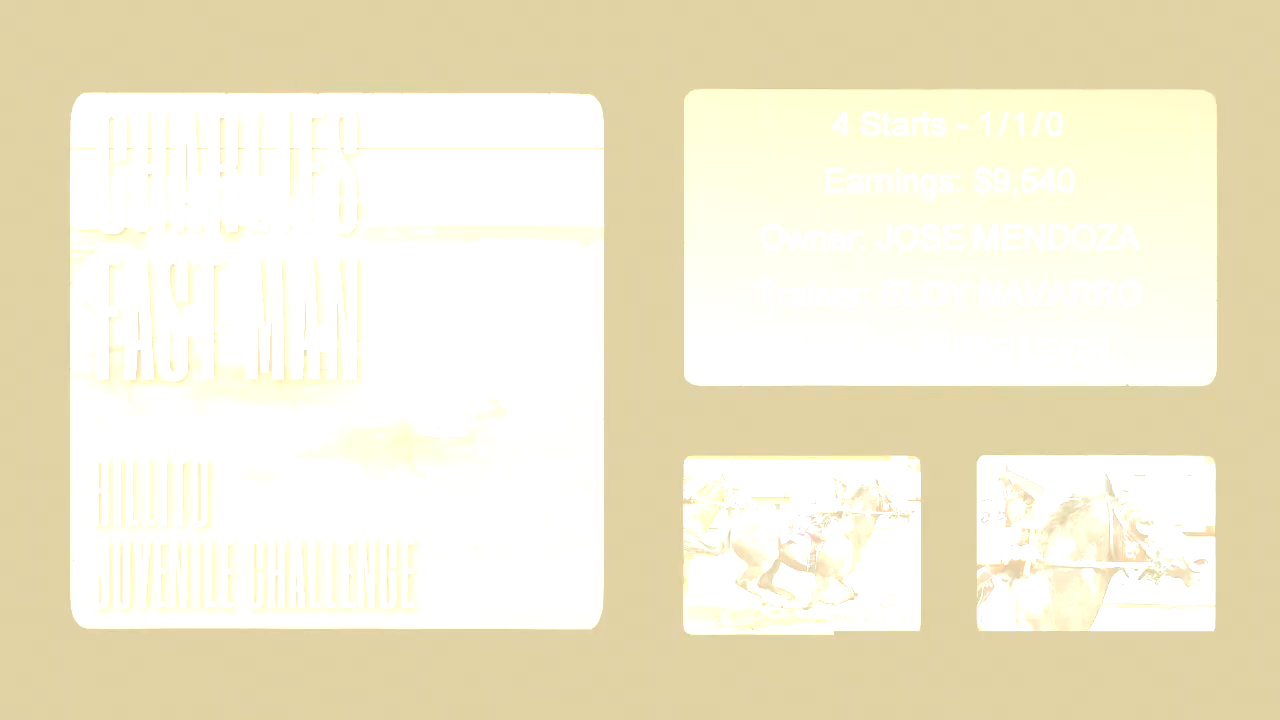 CHARLIES
FAST MAN
RILLITO
JUVENILE CHALLENGE
4 Starts - 1/1/0
Earnings: $9,540
Owner: JOSE MENDOZA
Trainer: ELOY NAVARRO